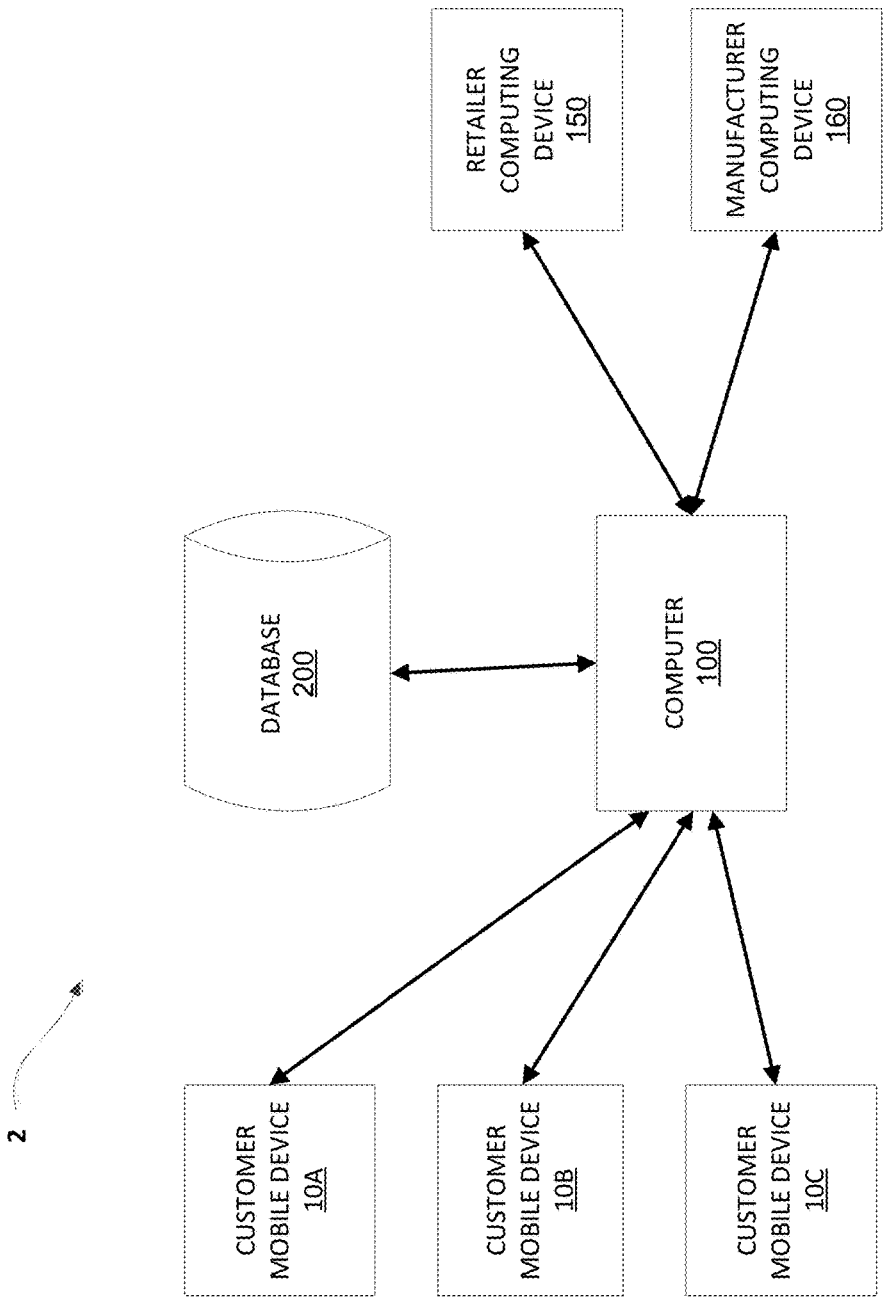 2
CUSTOMER
MOBILE DEVICE
10A
CUSTOMER
MOBILE DEVICE
10B
CUSTOMER
MOBILE DEVICE
10C
DATABASE
200
COMPUTER
100
RETAILER
COMPUTING
DEVICE
150
MANUFACTURER
COMPUTING
DEVICE
160